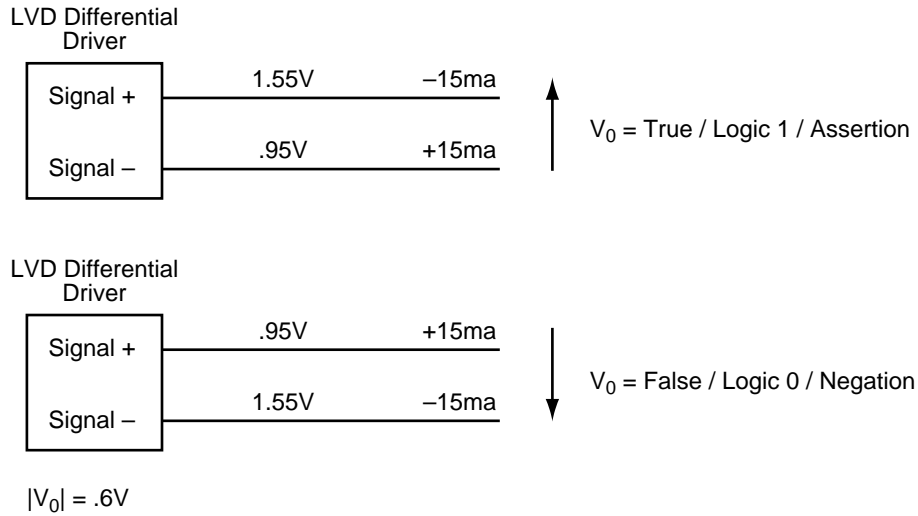 LVD Differential
Driver
Signal + 1.55V –15ma
V0 = True / Logic 1 / Assertion
Signal – .95V +15ma
LVD Differential
Driver
Signal + .95V +15ma
V0 = False / Logic 0 / Negation
Signal – 1.55V –15ma
|V0| = .6V